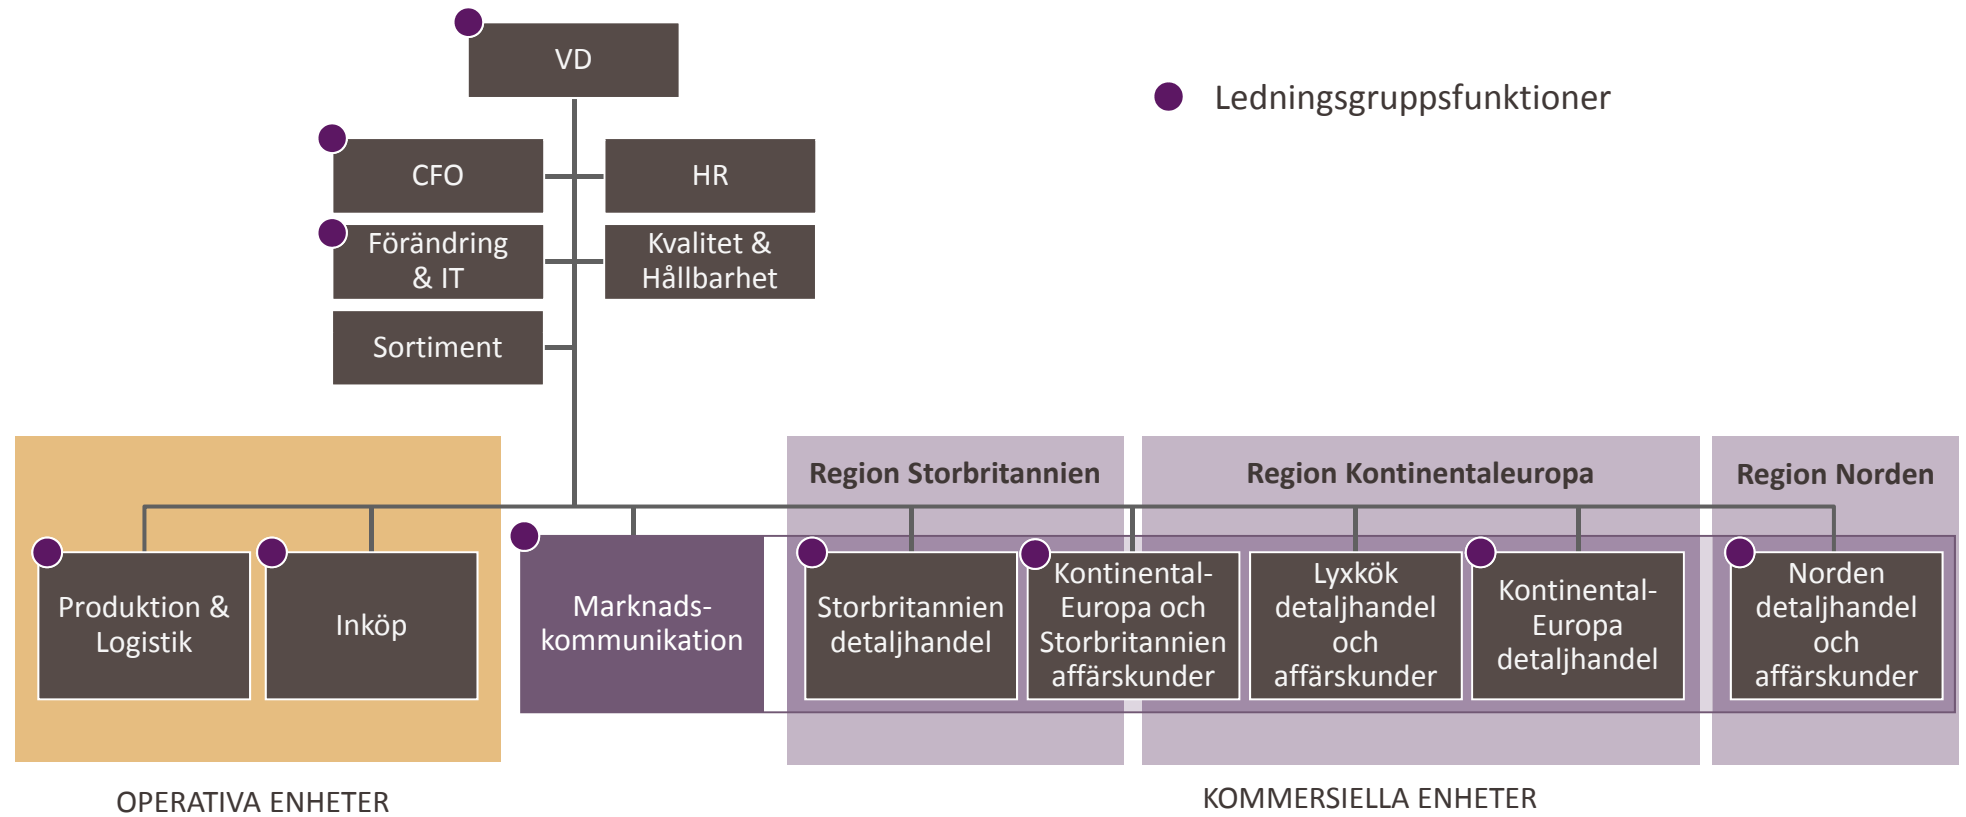 VD
Ledningsgruppsfunktioner
CFO
HR
Förändring
& IT
Kvalitet &
Hållbarhet
Sortiment
Region Storbritannien
Region Kontinentaleuropa
Region Norden
Produktion &
Logistik
Inköp
Marknads-
kommunikation
Storbritannien
detaljhandel
Kontinental-
Europa och
Storbritannien
affärskunder
Lyxkök
detaljhandel
och
affärskunder
Kontinental-
Europa
detaljhandel
Norden
detaljhandel
och
affärskunder
OPERATIVA ENHETER
KOMMERSIELLA ENHETER